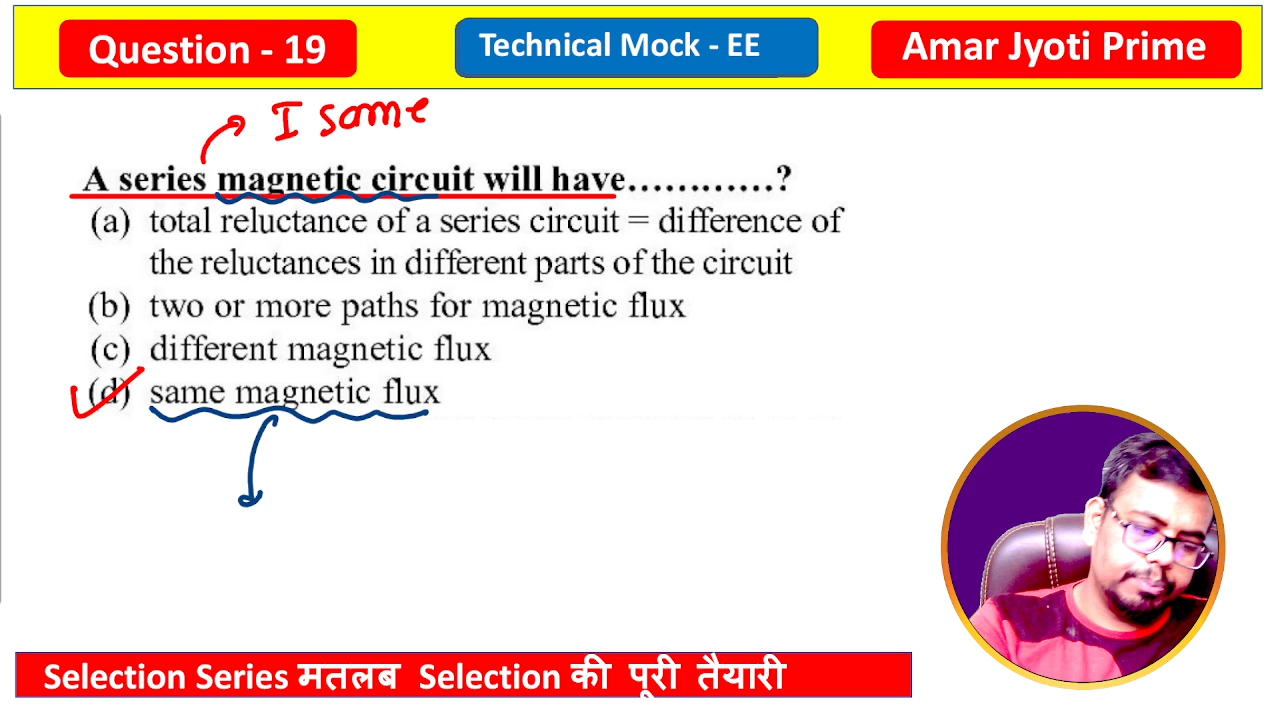 Question - 19
Technical Mock - EE
Amar Jyoti Prime
I same
A series magnetic circuit will have............?
(a) total reluctance of a series circuit = difference of
the reluctances in different parts of the circuit
(b) two or more paths for magnetic flux
(c) different magnetic flux
(d) same magnetic flux
Selection Series मतलब Selection की पूरी तैयारी